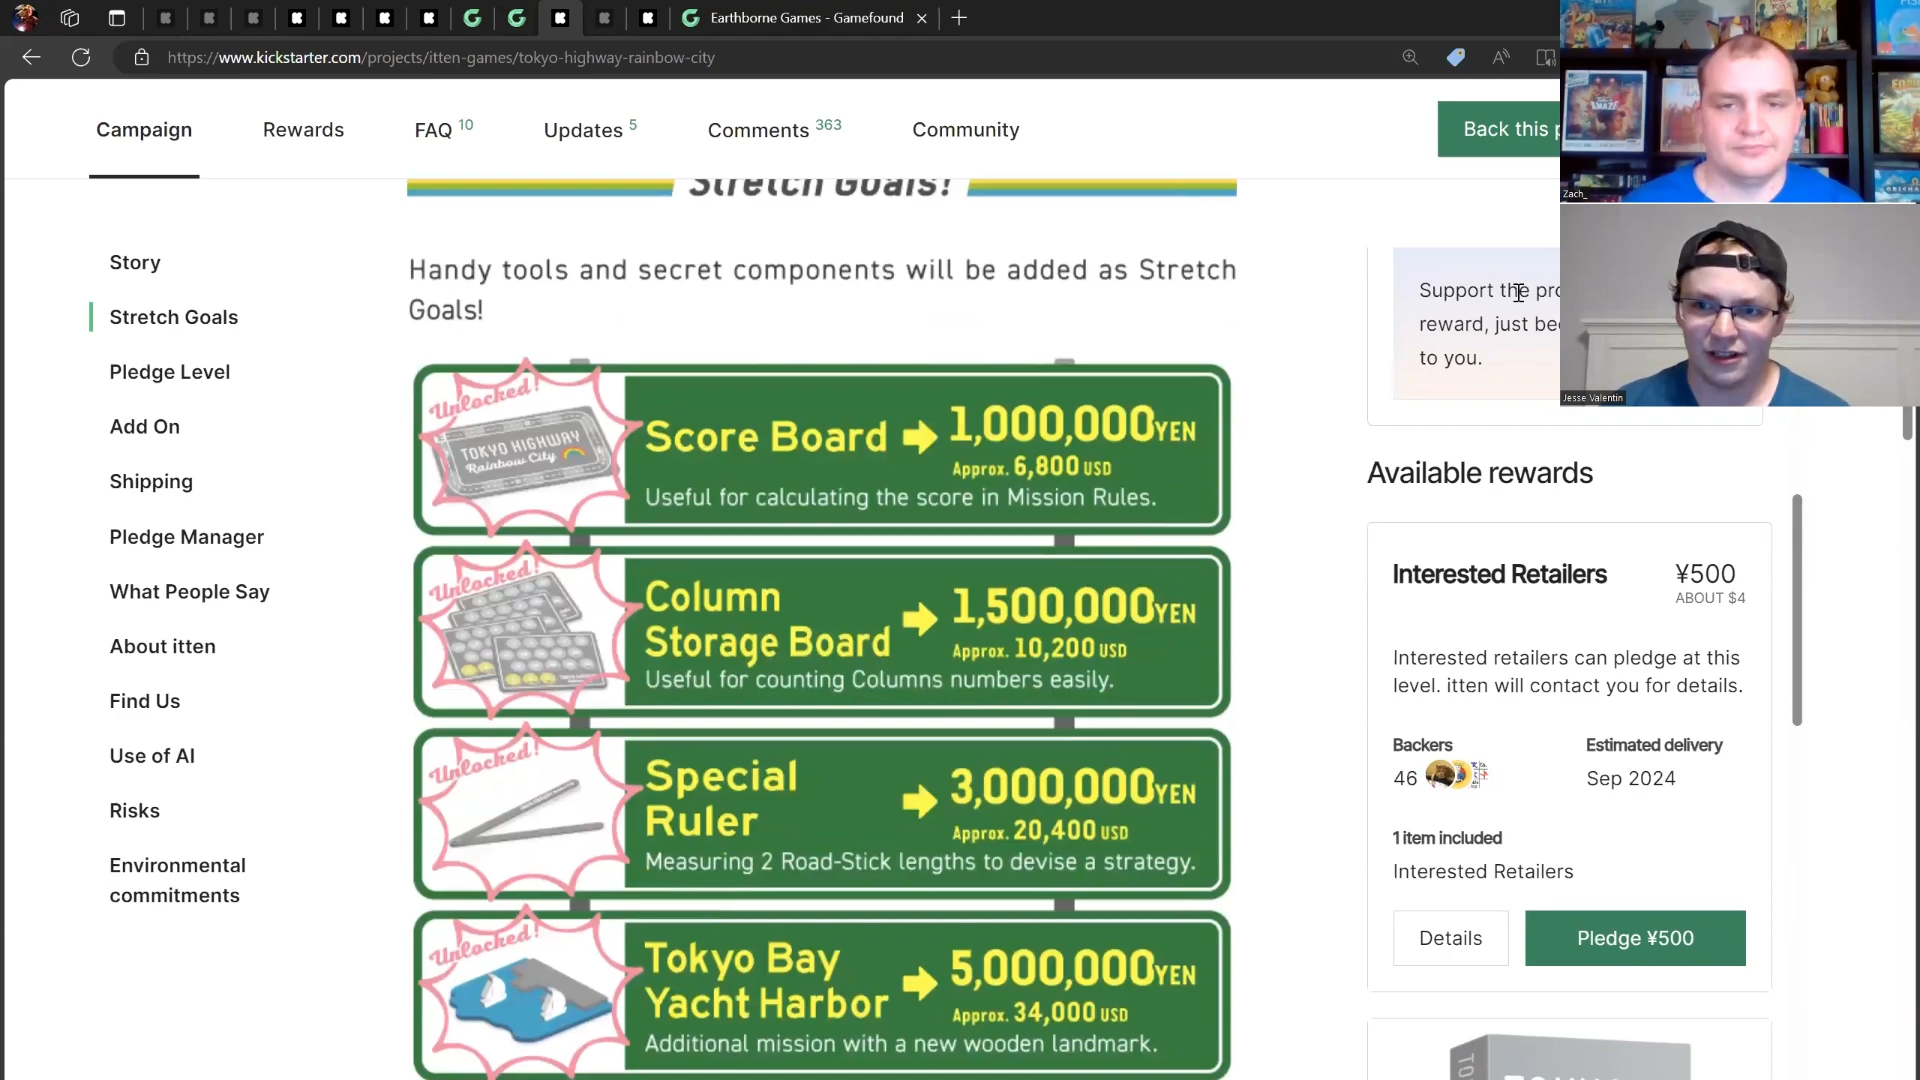 Earthborne Games - Gamefound
https://www.kickstarter.com/projects/itten-games/tokyo-highway-rainbow-city
Campaign
Rewards
FAQ 10
Updates 5
Comments 363
Community
Back this p
Zach_
Jesse Valentin
Story
Stretch Goals
Pledge Level
Add On
Shipping
Pledge Manager
What People Say
About itten
Find Us
Use of AI
Risks
Environmental
commitments
Stretch Goals!
Handy tools and secret components will be added as Stretch
Goals!
Unlocked!
TOKYO HIGHWAY
Rainbow City
Score Board
1,000,000YEN
Approx. 6,800 USD
Useful for calculating the score in Mission Rules.
Unlocked!
Column
Storage Board
1,500,000YEN
Approx. 10,200 USD
Useful for counting Columns numbers easily.
Unlocked!
Special
Ruler
3,000,000YEN
Approx. 20,400 USD
Measuring 2 Road-Stick lengths to devise a strategy.
Unlocked!
Tokyo Bay
Yacht Harbor
5,000,000YEN
Approx. 34,000 USD
Additional mission with a new wooden landmark.
Support the pro
reward, just bec
to you.
Available rewards
Interested Retailers
¥500
ABOUT $4
Interested retailers can pledge at this
level. itten will contact you for details.
Backers
46
Estimated delivery
Sep 2024
1 item included
Interested Retailers
Details
Pledge ¥500